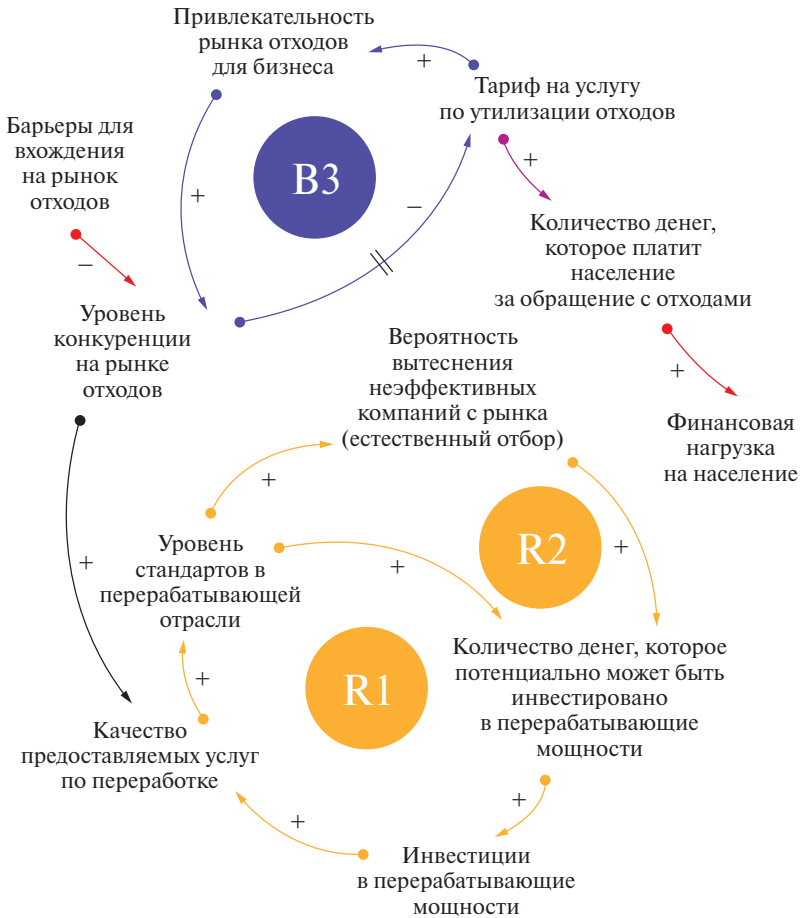 Привлекательность
рынка отходов
для бизнеса
+
Тариф на услугу
по утилизации отходов
Барьеры для
вхождения
на рынок
отходов
B3
+
+
–
–
Количество денег,
которое платит
население
за обращение с отходами
Уровень
конкуренции
на рынке
отходов
Вероятность
вытеснения
неэффективных
компаний с рынка
(естественный отбор)
+
Финансовая
нагрузка
на население
+
R2
Уровень
стандартов в
перерабатывающей
отрасли
+
+
+
R1
Количество денег, которое
потенциально может быть
инвестировано
в перерабатывающие
мощности
+
Качество
предоставляемых услуг
по переработке
+
+
Инвестиции
в перерабатывающие
мощности